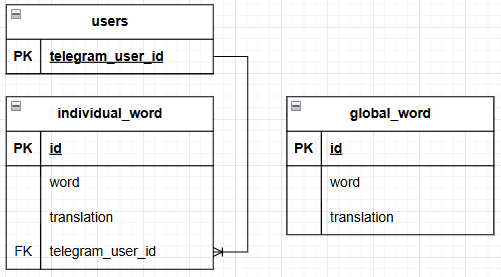 users
PK telegram_user_id
individual_word
PK id
word
translation
FK telegram_user_id
global_word
PK id
word
translation